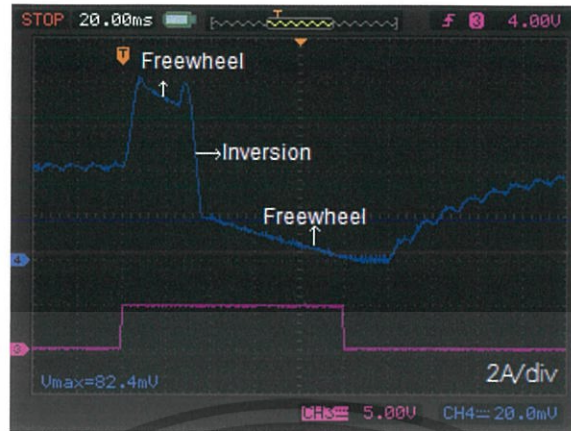 STOP 20.00ms T f 3 4.00V
T
Freewheel
Inversion
Freewheel
4
3
Vmax=82.4mV
2A/div
CH3 5.00V CH4 20.0mV